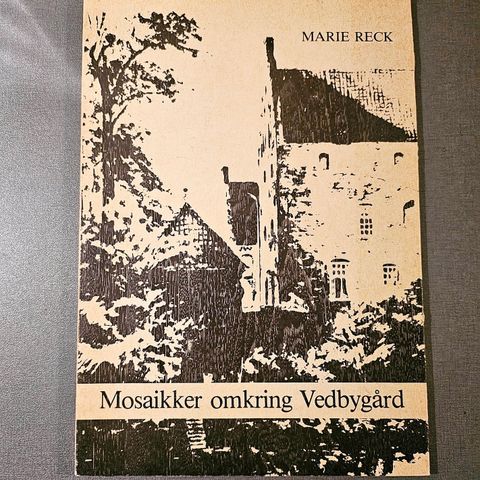 MARIE RECK
Mosaikker omkring Vedbygård